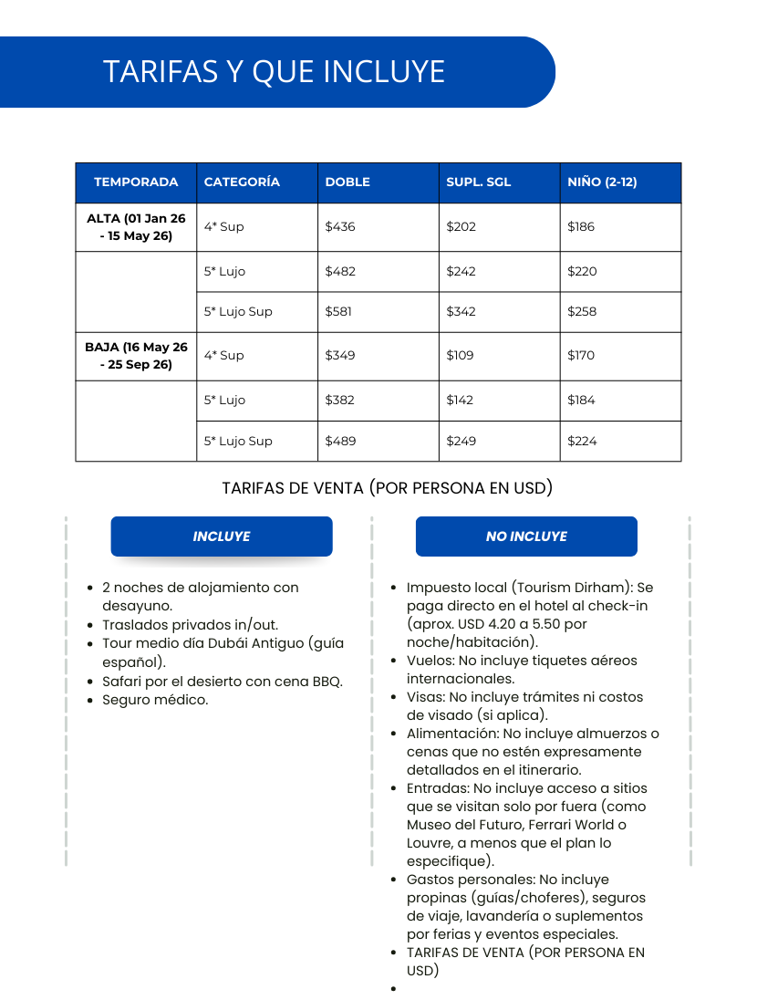 TARIFAS Y QUE INCLUYE
TEMPORADA CATEGORÍA DOBLE SUPL. SGL NIÑO (2-12)
ALTA (01 Jan 26
- 15 May 26)
4* Sup $436 $202 $186
5* Lujo $482 $242 $220
5* Lujo Sup $581 $342 $258
BAJA (16 May 26
- 25 Sep 26)
4* Sup $349 $109 $170
5* Lujo $382 $142 $184
5* Lujo Sup $489 $249 $224
TARIFAS DE VENTA (POR PERSONA EN USD)
INCLUYE
• 2 noches de alojamiento con
desayuno.
• Traslados privados in/out.
• Tour medio día Dubái Antiguo (guía
español).
• Safari por el desierto con cena BBQ.
• Seguro médico.
NO INCLUYE
• Impuesto local (Tourism Dirham): Se
paga directo en el hotel al check-in
(aprox. USD 4.20 a 5.50 por
noche/habitación).
• Vuelos: No incluye tiquetes aéreos
internacionales.
• Visas: No incluye trámites ni costos
de visado (si aplica).
• Alimentación: No incluye almuerzos o
cenas que no estén expresamente
detallados en el itinerario.
• Entradas: No incluye acceso a sitios
que se visitan solo por fuera (como
Museo del Futuro, Ferrari World o
Louvre, a menos que el plan lo
especifique).
• Gastos personales: No incluye
propinas (guías/choferes), seguros
de viaje, lavandería o suplementos
por ferias y eventos especiales.
• TARIFAS DE VENTA (POR PERSONA EN
USD)
•